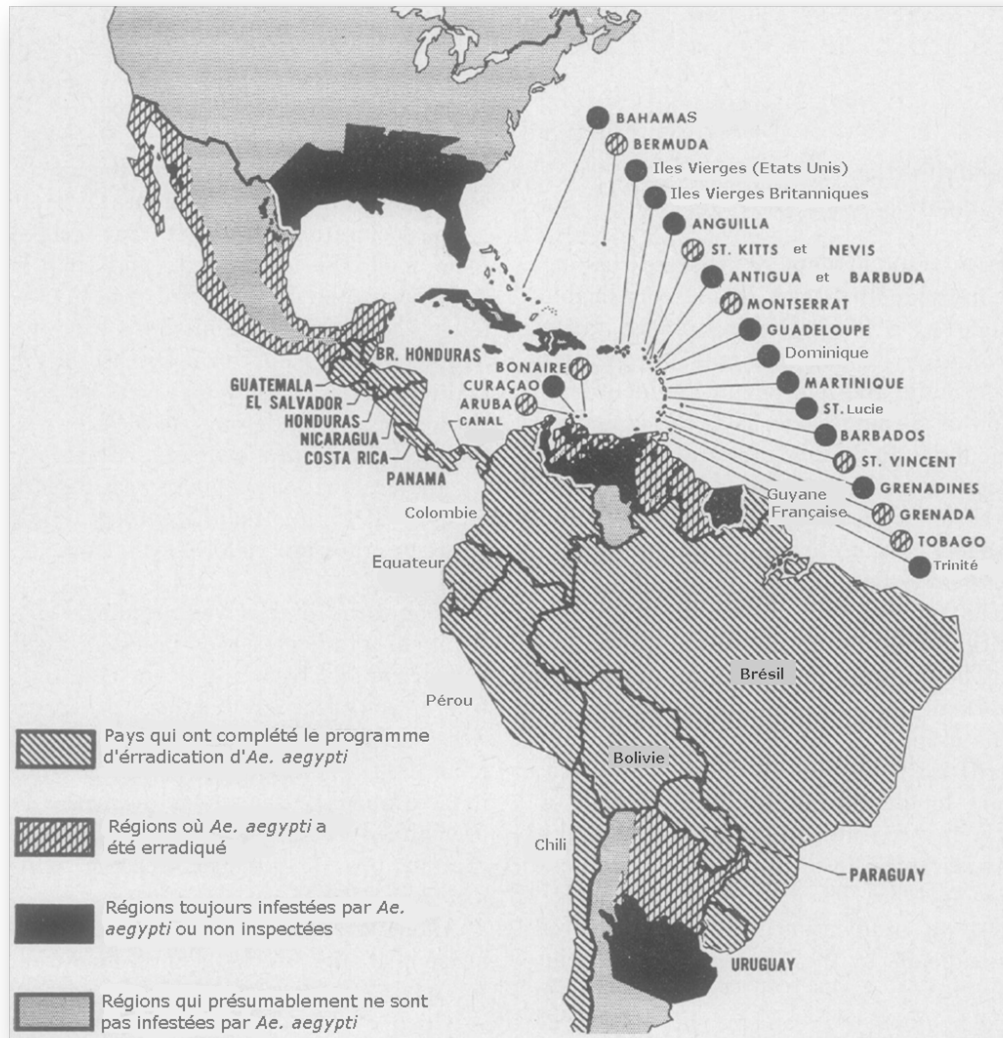 BAHAMAS
BERMUDA
Iles Vierges (Etats Unis)
Iles Vierges Britanniques
ANGUILLA
ST. KITTS et NEVIS
ANTIGUA et BARBUDA
MONTSERRAT
GUADELOUPE
Dominique
MARTINIQUE
ST. Lucie
BARBADOS
ST. VINCENT
GRENADINES
GRENADA
TOBAGO
Trinité
BR. HONDURAS
GUATEMALA
EL SALVADOR
HONDURAS
NICARAGUA
COSTA RICA
PANAMA
CANAL
BONAIRE
CURAÇAO
ARUBA
Guyane
Française
Colombie
Equateur
Pérou
Brésil
Bolivie
Chili
PARAGUAY
URUGUAY
Pays qui ont complété le programme
d'érradication d'Ae. aegypti
Régions où Ae. aegypti a
été erradiqué
Régions toujours infestées par Ae.
aegypti ou non inspectées
Régions qui présumablement ne sont
pas infestées par Ae. aegypti